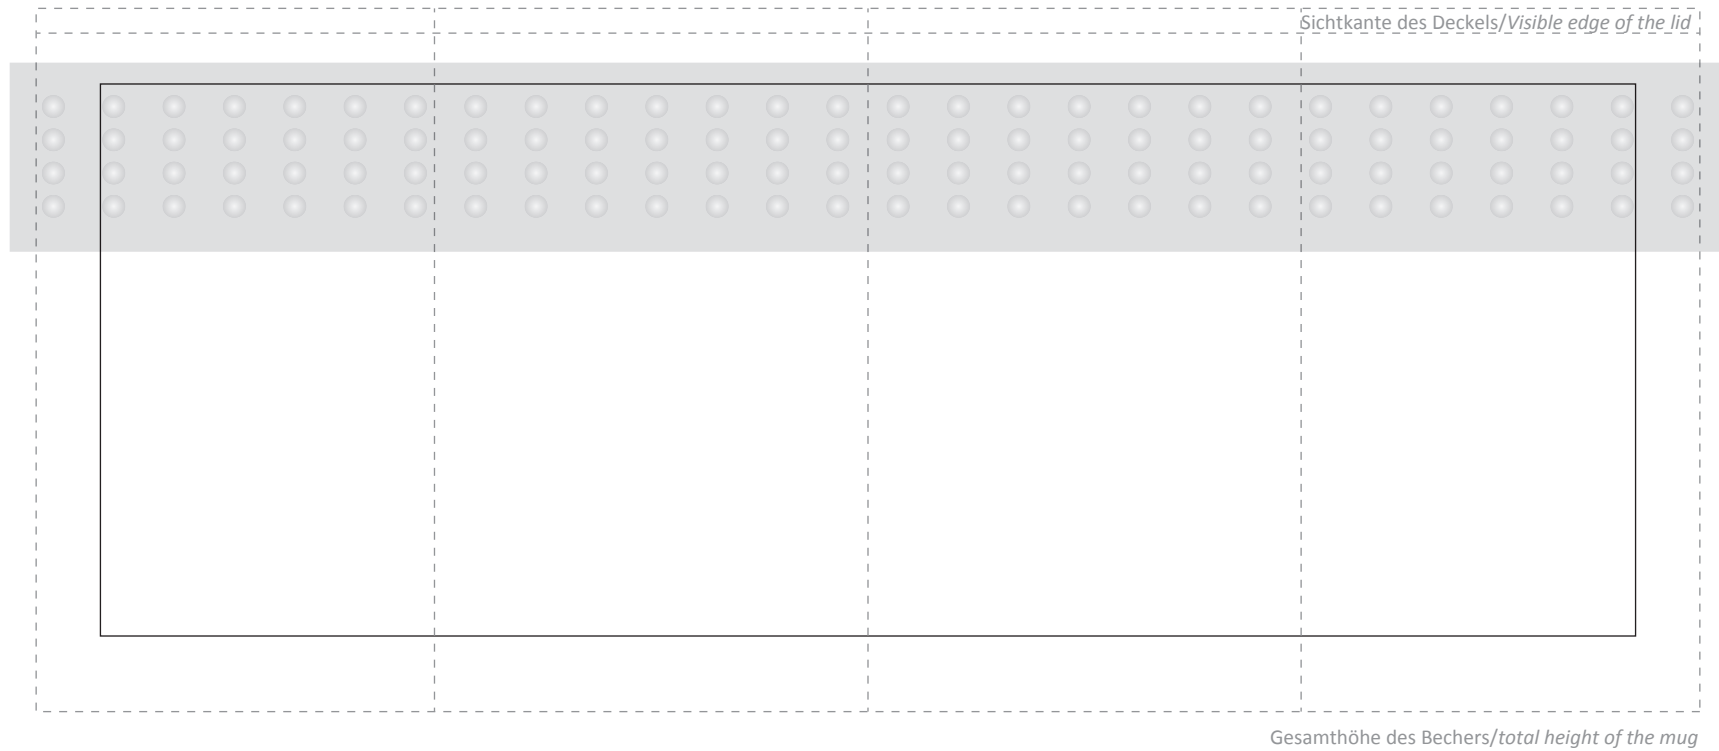 Sichtkante des Deckels/Visible edge of the lid
Gesamthöhe des Bechers/total height of the mug